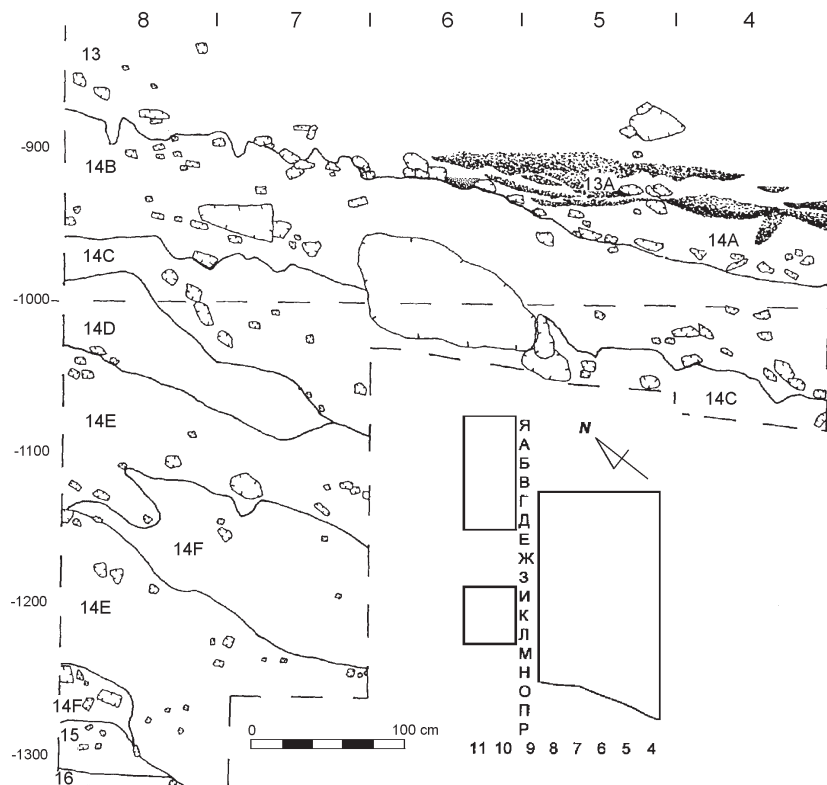 8 7 6 5 4
13
-900
14B
13A
14A
14C
-1000
14D
14C
14E
-1100
14F
-1200
14E
14F
15
-1300
16
0 100 cm
N
Я
А
Б
В
Г
Д
Е
Ж
З
И
К
Л
М
Н
О
П
Р
11 10 9 8 7 6 5 4